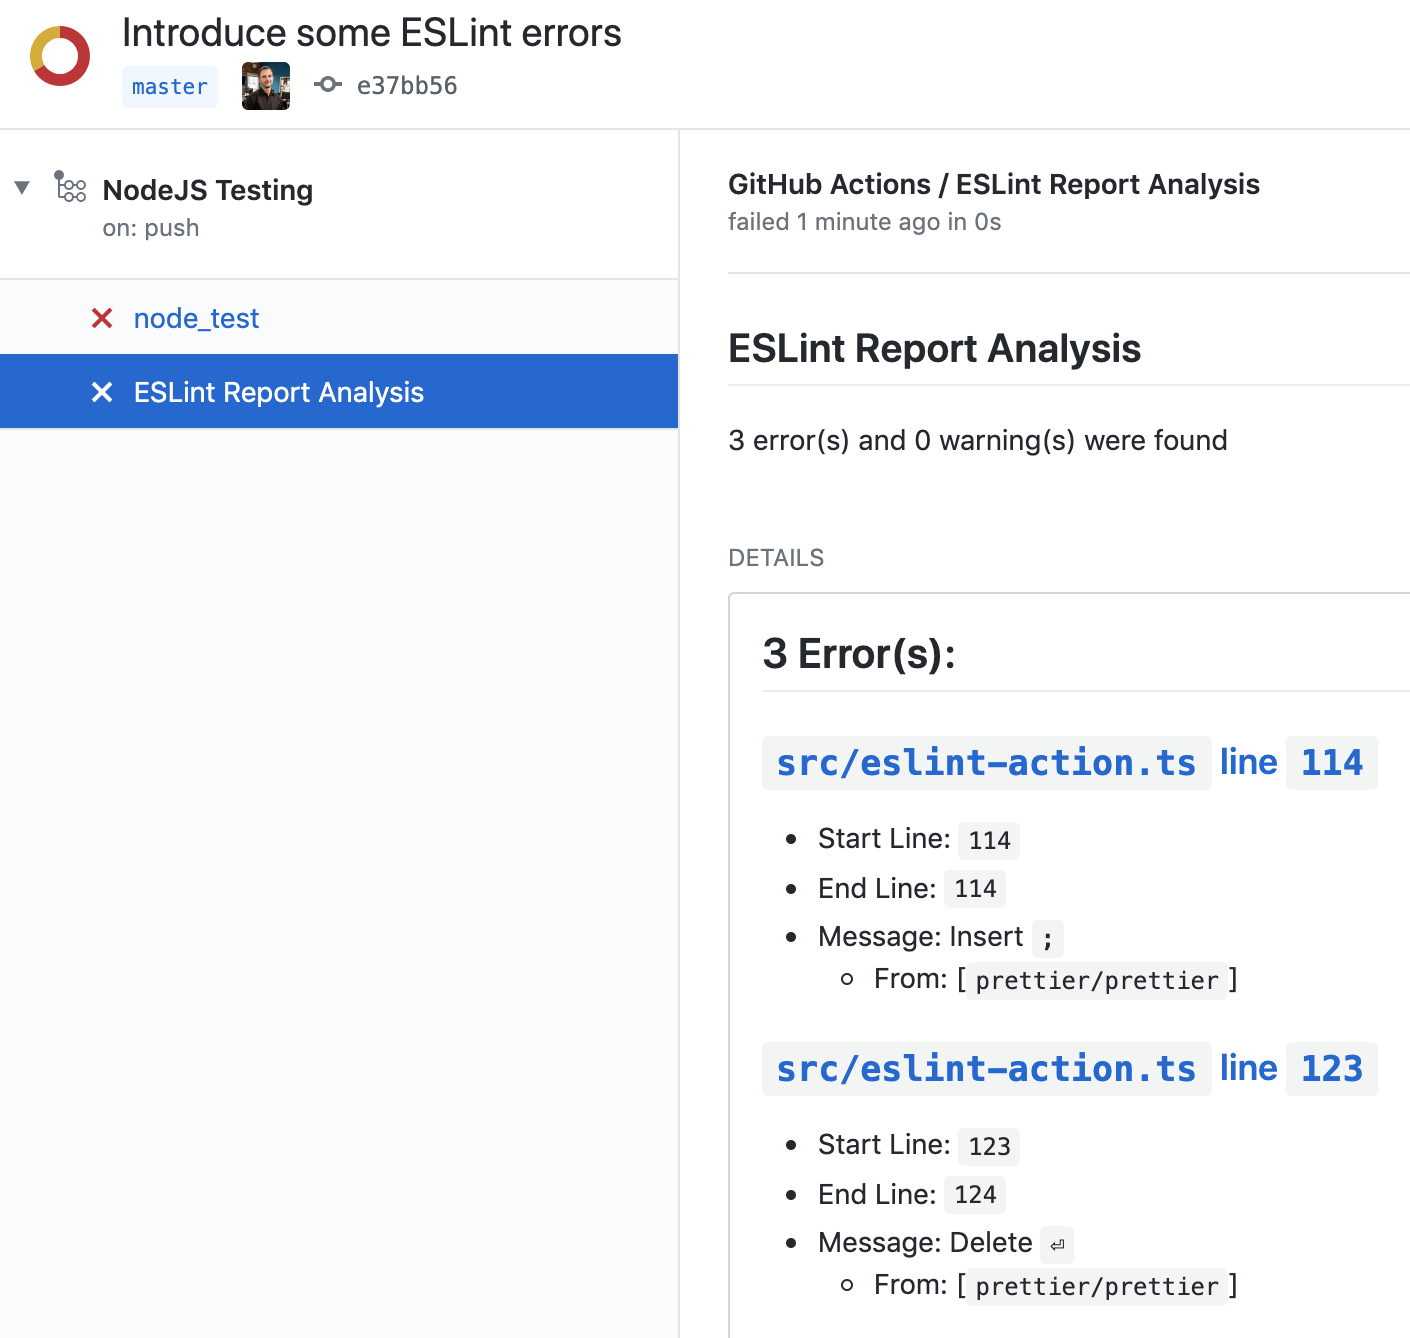 Introduce some ESLint errors
master e37bb56
NodeJS Testing
on: push
node_test
ESLint Report Analysis
GitHub Actions / ESLint Report Analysis
failed 1 minute ago in 0s
ESLint Report Analysis
3 error(s) and 0 warning(s) were found
DETAILS
3 Error(s):
src/eslint-action.ts line 114
Start Line: 114
End Line: 114
Message: Insert ;
From: [prettier/prettier]
src/eslint-action.ts line 123
Start Line: 123
End Line: 124
Message: Delete ⏎
From: [prettier/prettier]